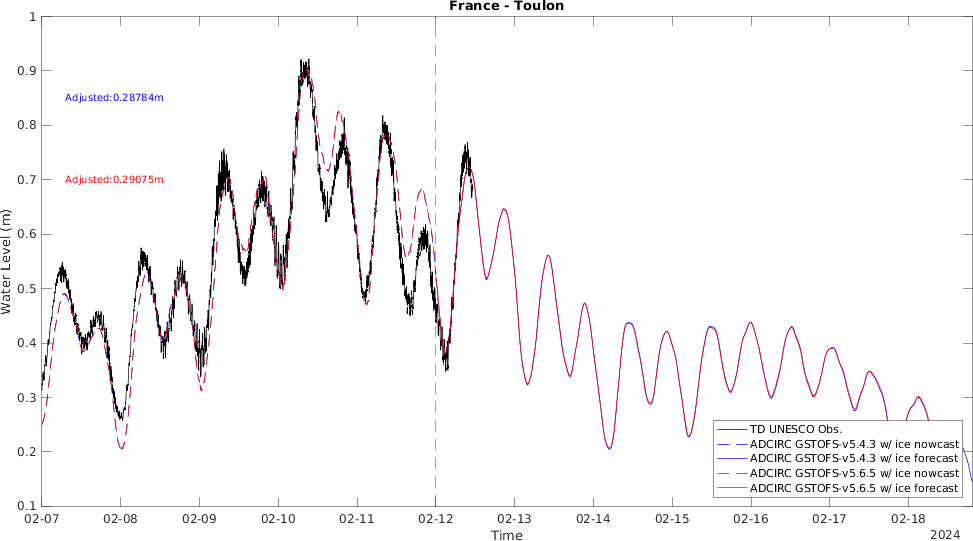 France - Toulon
1
0.9
0.8
0.7
0.6
0.5
0.4
0.3
0.2
0.1
Water Level (m)
Adjusted:0.28784m
Adjusted:0.29075m
TD UNESCO Obs.
ADCIRC GSTOFS-v5.4.3 w/ ice nowcast
ADCIRC GSTOFS-v5.4.3 w/ ice forecast
ADCIRC GSTOFS-v5.6.5 w/ ice nowcast
ADCIRC GSTOFS-v5.6.5 w/ ice forecast
02-07 02-08 02-09 02-10 02-11 02-12 02-13 02-14 02-15 02-16 02-17 02-18
Time
2024